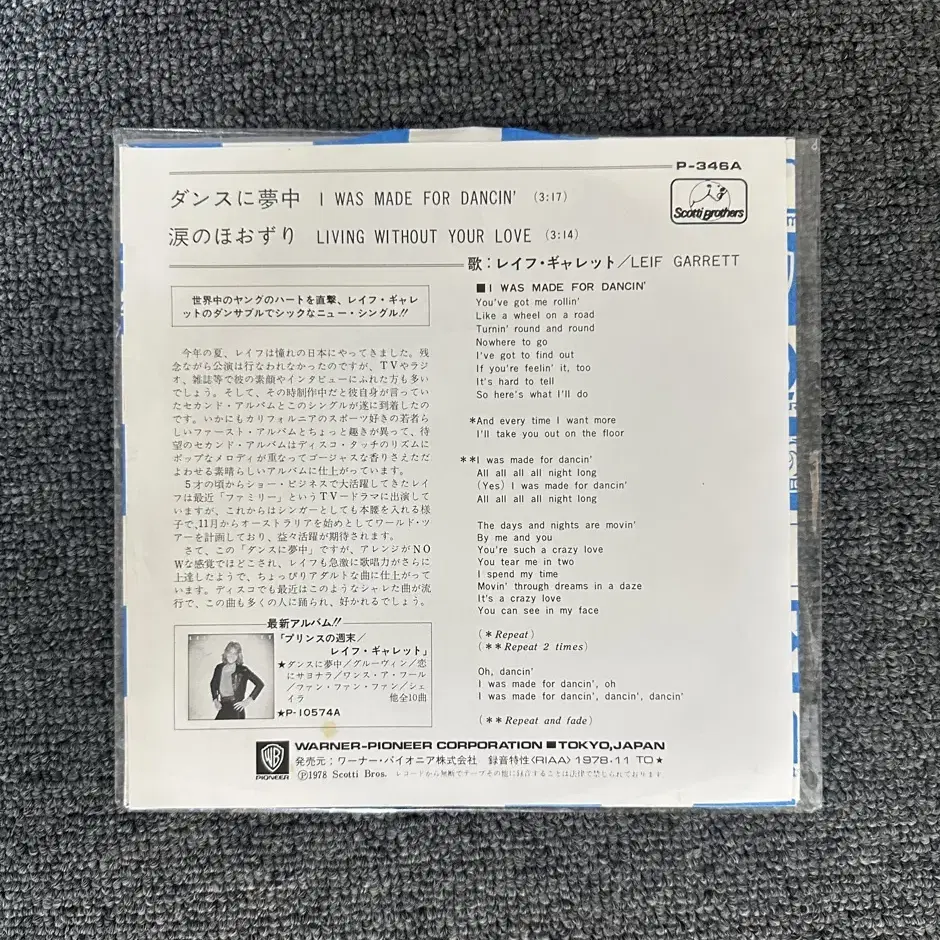 P-346A
ダンスに夢中 I WAS MADE FOR DANCIN' (3:17)
Scotti Brothers
涙のほおずり LIVING WITHOUT YOUR LOVE (3:14)
歌：レイフ・ギャレット／LEIF GARRETT
世界中のヤングのハートを直撃、レイフ・ギャレ
ットのダンサブルでシックなニュー・シングル!!
今年の夏、レイフは憧れの日本にやってきました。残
念ながら公演は行なわれなかったのですが、TVやラジ
オ、雑誌等で彼の素顔やインタビューにふれた方も多い
でしょう。そして、その時制作中だと彼自身が言ってい
たセカンド・アルバムとこのシングルが遂に到着したの
です。いかにもカリフォルニアのスポーツ好きの若者ら
しいファースト・アルバムとちょっと趣きが異って、待
望のセカンド・アルバムはディスコ・タッチのリズムに
ポップなメロディが重なってゴージャスな香りさえただ
よわせる素晴らしいアルバムに仕上がっています。
5才の頃からショー・ビジネスで大活躍してきたレイ
フは最近「ファミリー」というTVードラマに出演してい
ますが、これからはシンガーとしても本腰を入れる様
子で、11月からオーストラリアを始めとしてワールド・ツ
アーを計画しており、益々活躍が期待されます。
さて、この「ダンスに夢中」ですが、アレンジがNO
Wな感覚でほどこされ、レイフも急激に歌唱力がさらに
上達したようで、ちょっぴりアダルトな曲に仕上がって
います。ディスコでも最近はこのようなシャレた曲が流
行で、この曲も多くの人に踊られ、好かれるでしょう。
最新アルバム!!
「プリンスの週末／
レイフ・ギャレット」
★ダンスに夢中／グルーヴィン／恋
にサヨナラ／ワンス・ア・フール
／ファン・ファン・ファン／シェ
イラ 他全10曲
★P-10574A
■I WAS MADE FOR DANCIN'
You've got me rollin'
Like a wheel on a road
Turnin' round and round
Nowhere to go
I've got to find out
If you're feelin' it, too
It's hard to tell
So here's what I'll do
*And every time I want more
I'll take you out on the floor
**I was made for dancin'
All all all all night long
(Yes) I was made for dancin'
All all all all night long
The days and nights are movin'
By me and you
You're such a crazy love
You tear me in two
I spend my time
Movin' through dreams in a daze
It's a crazy love
You can see in my face
(*Repeat)
(**Repeat 2 times)
Oh, dancin'
I was made for dancin', oh
I was made for dancin', dancin', dancin'
(**Repeat and fade)
WB
PIONEER
WARNER-PIONEER CORPORATION ■TOKYO, JAPAN
発売元：ワーナー・パイオニア株式会社 録音特性〈RIAA〉1978・11 TO★
Ⓟ1978 Scotti Bros. レコードから無断でテープその他に録音することは法律で禁じられております。